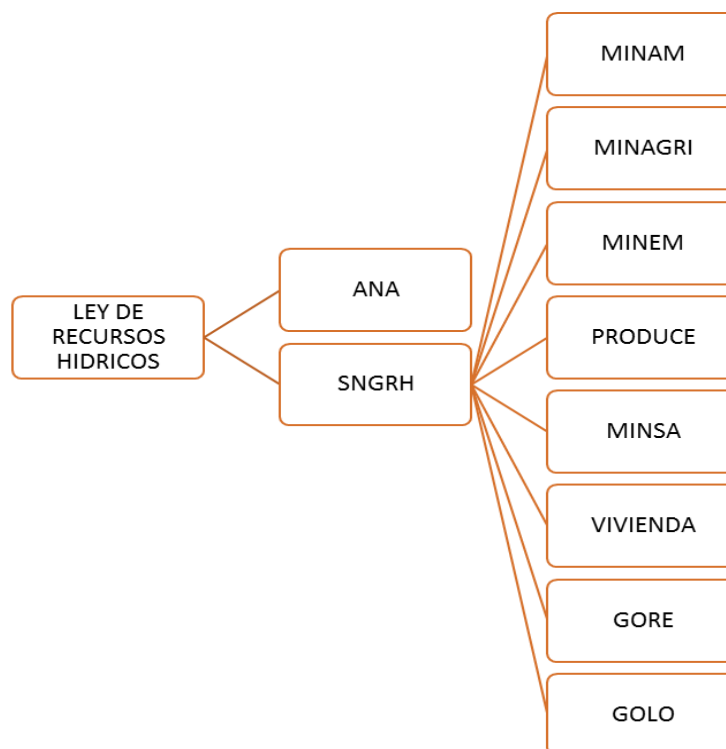 LEY DE
RECURSOS
HIDRICOS
ANA
SNGRH
MINAM
MINAGRI
MINEM
PRODUCE
MINSA
VIVIENDA
GORE
GOLO